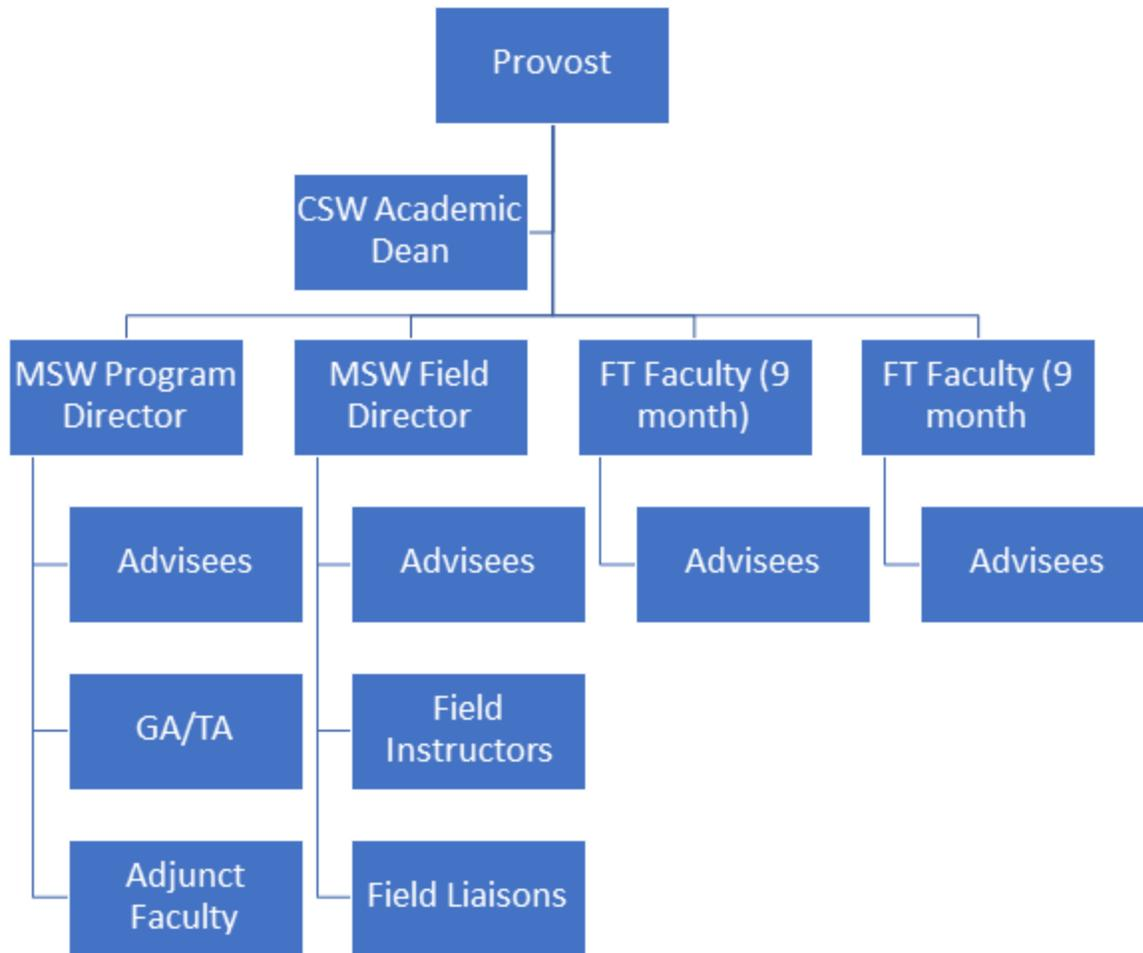 Provost
CSW Academic
Dean
MSW Program
Director
MSW Field
Director
FT Faculty (9
month)
FT Faculty (9
month
Advisees
Advisees
Advisees
Advisees
GA/TA
Field
Instructors
Adjunct
Faculty
Field Liaisons